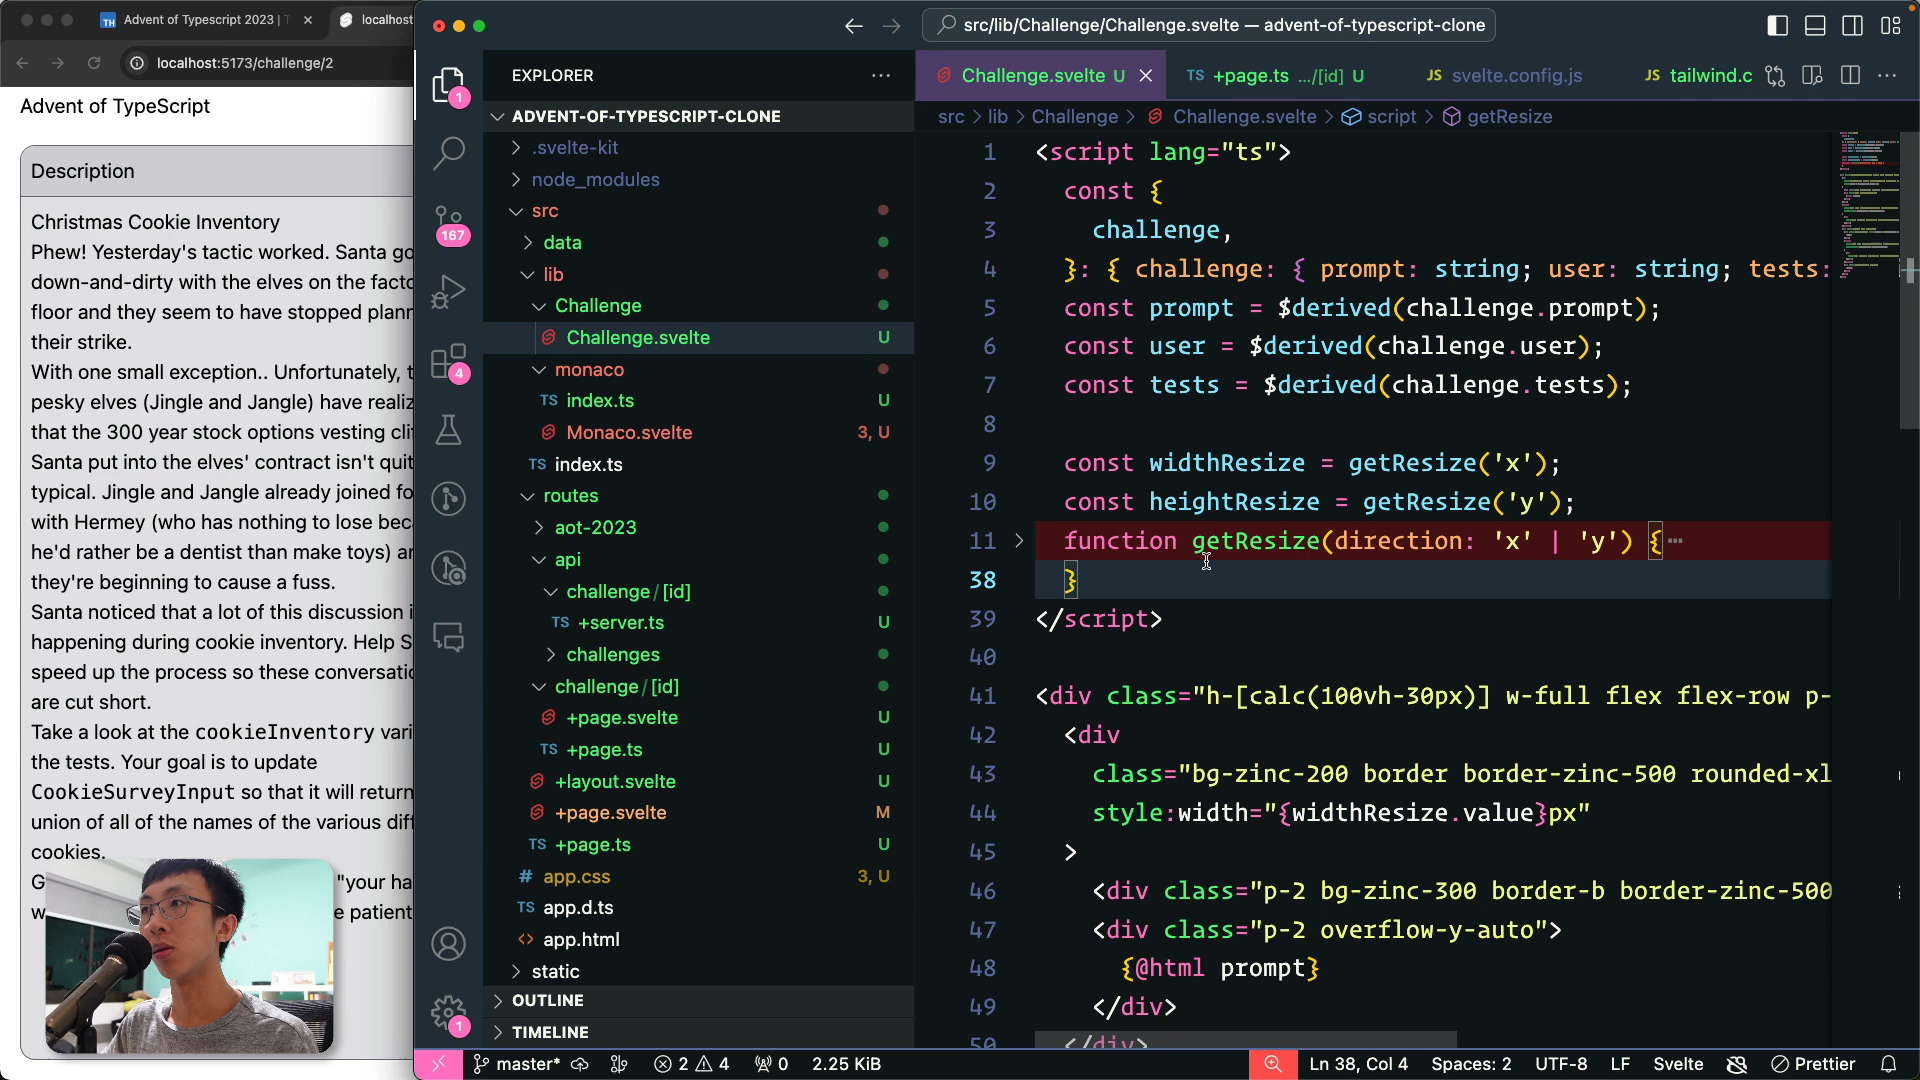 Advent of Typescript 2023 | T
localhost
localhost:5173/challenge/2
Advent of TypeScript
Description
Christmas Cookie Inventory
Phew! Yesterday's tactic worked. Santa go
down-and-dirty with the elves on the facto
floor and they seem to have stopped plann
their strike.
With one small exception.. Unfortunately, t
pesky elves (Jingle and Jangle) have realiz
that the 300 year stock options vesting cli
Santa put into the elves' contract isn't quit
typical. Jingle and Jangle already joined fo
with Hermey (who has nothing to lose bec
he'd rather be a dentist than make toys) ar
they're beginning to cause a fuss.
Santa noticed that a lot of this discussion i
happening during cookie inventory. Help S
speed up the process so these conversatio
are cut short.
Take a look at the cookieInventory vari
the tests. Your goal is to update
CookieSurveyInput so that it will return
union of all of the names of the various diff
cookies.
G "your ha
w e patient
src/lib/Challenge/Challenge.svelte — advent-of-typescript-clone
EXPLORER
ADVENT-OF-TYPESCRIPT-CLONE
.svelte-kit
node_modules
src
data
lib
Challenge
Challenge.svelte U
monaco
TS index.ts U
Monaco.svelte 3, U
TS index.ts
routes
aot-2023
api
challenge / [id]
TS +server.ts U
challenges
challenge / [id]
+page.svelte U
TS +page.ts U
+layout.svelte U
+page.svelte M
TS +page.ts U
# app.css 3, U
TS app.d.ts
<> app.html
static
OUTLINE
TIMELINE
1
167
4
1
Challenge.svelte U
TS +page.ts .../[id] U
JS svelte.config.js
JS tailwind.c
src > lib > Challenge > Challenge.svelte > script > getResize
1 <script lang="ts">
2 const {
3 challenge,
4 }: { challenge: { prompt: string; user: string; tests:
5 const prompt = $derived(challenge.prompt);
6 const user = $derived(challenge.user);
7 const tests = $derived(challenge.tests);
8
9 const widthResize = getResize('x');
10 const heightResize = getResize('y');
11 function getResize(direction: 'x' | 'y') {⋯
38 }
39 </script>
40
41 <div class="h-[calc(100vh-30px)] w-full flex flex-row p-
42 <div
43 class="bg-zinc-200 border border-zinc-500 rounded-xl
44 style:width="{widthResize.value}px"
45 >
46 <div class="p-2 bg-zinc-300 border-b border-zinc-500
47 <div class="p-2 overflow-y-auto">
48 {@html prompt}
49 </div>
50 </div>
master* 2 4 0 2.25 KiB Ln 38, Col 4 Spaces: 2 UTF-8 LF Svelte Prettier